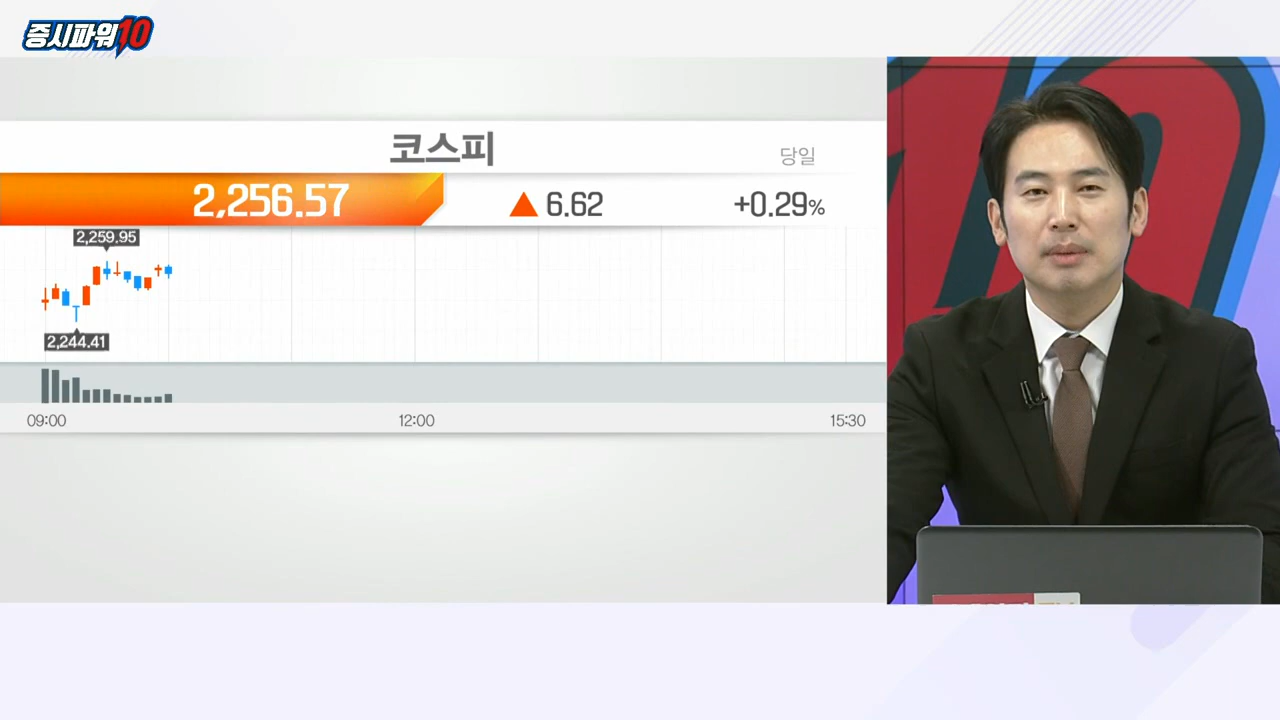 증시파워10
코스피
당일
2,256.57 ▲ 6.62 +0.29%
2,259.95
2,244.41
09:00 12:00 15:30